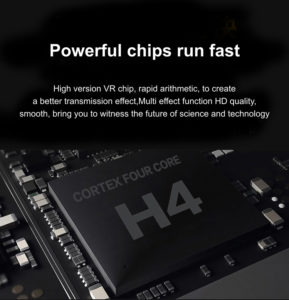 Powerful chips run fast
High version VR chip, rapid arithmetic, to create
a better transmission effect,Multi effect function HD quality,
smooth, bring you to witness the future of science and technology
CORTEX FOUR CORE
H4